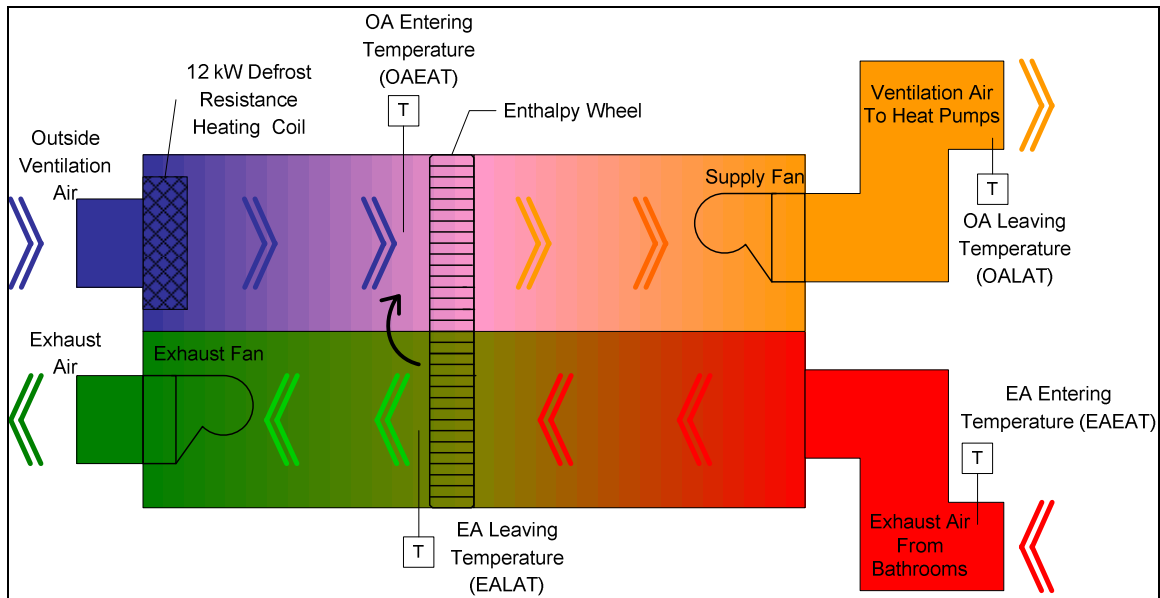 OA Entering
Temperature
(OAEAT)
T
12 kW Defrost
Resistance
Heating Coil
Enthalpy Wheel
Outside
Ventilation
Air
Ventilation Air
To Heat Pumps
Supply Fan
T
OA Leaving
Temperature
(OALAT)
Exhaust
Air
Exhaust Fan
EA Entering
Temperature (EAEAT)
T
EA Leaving
Temperature
(EALAT)
T
Exhaust Air
From
Bathrooms